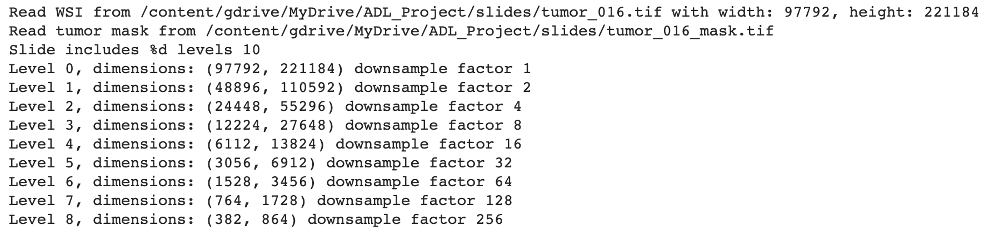 Read WSI from /content/gdrive/MyDrive/ADL_Project/slides/tumor_016.tif with width: 97792, height: 221184
Read tumor mask from /content/gdrive/MyDrive/ADL_Project/slides/tumor_016_mask.tif
Slide includes %d levels 10
Level 0, dimensions: (97792, 221184) downsample factor 1
Level 1, dimensions: (48896, 110592) downsample factor 2
Level 2, dimensions: (24448, 55296) downsample factor 4
Level 3, dimensions: (12224, 27648) downsample factor 8
Level 4, dimensions: (6112, 13824) downsample factor 16
Level 5, dimensions: (3056, 6912) downsample factor 32
Level 6, dimensions: (1528, 3456) downsample factor 64
Level 7, dimensions: (764, 1728) downsample factor 128
Level 8, dimensions: (382, 864) downsample factor 256